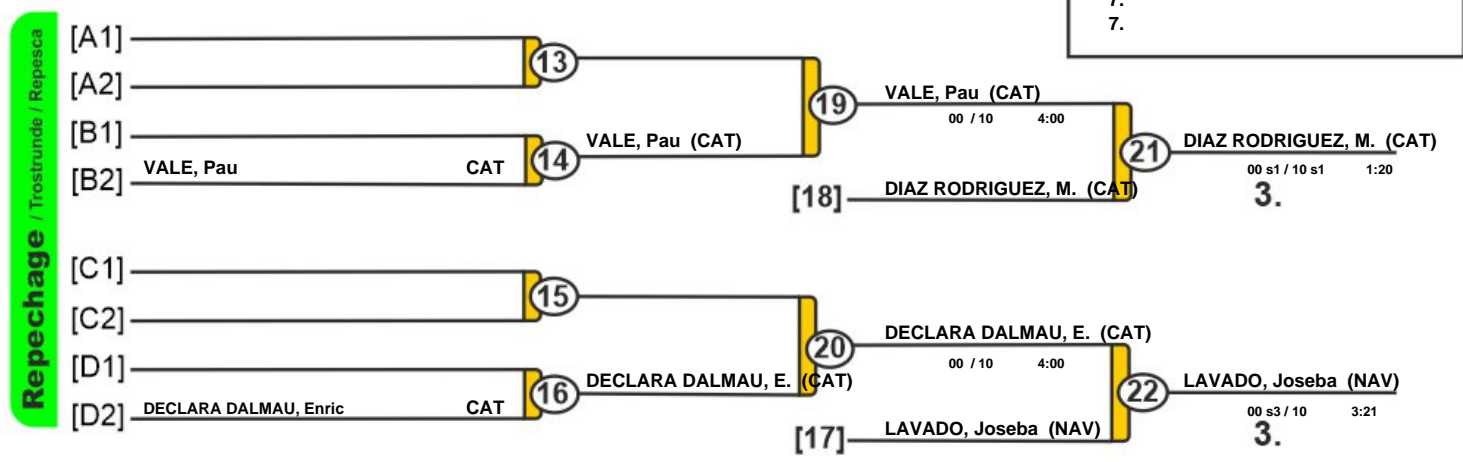 7.
7.
Repechage / Trostrunde / Repesca
[A1]
13
[A2]
19
VALE, Pau (CAT)
00 / 10 4:00
[B1]
14
VALE, Pau (CAT)
[B2] VALE, Pau CAT
21
DIAZ RODRIGUEZ, M. (CAT)
00 s1 / 10 s1 1:20
3.
[18] DIAZ RODRIGUEZ, M. (CAT)
[C1]
15
[C2]
20
DECLARA DALMAU, E. (CAT)
00 / 10 4:00
[D1]
16
DECLARA DALMAU, E. (CAT)
[D2] DECLARA DALMAU, Enric CAT
22
LAVADO, Joseba (NAV)
00 s3 / 10 3:21
3.
[17] LAVADO, Joseba (NAV)